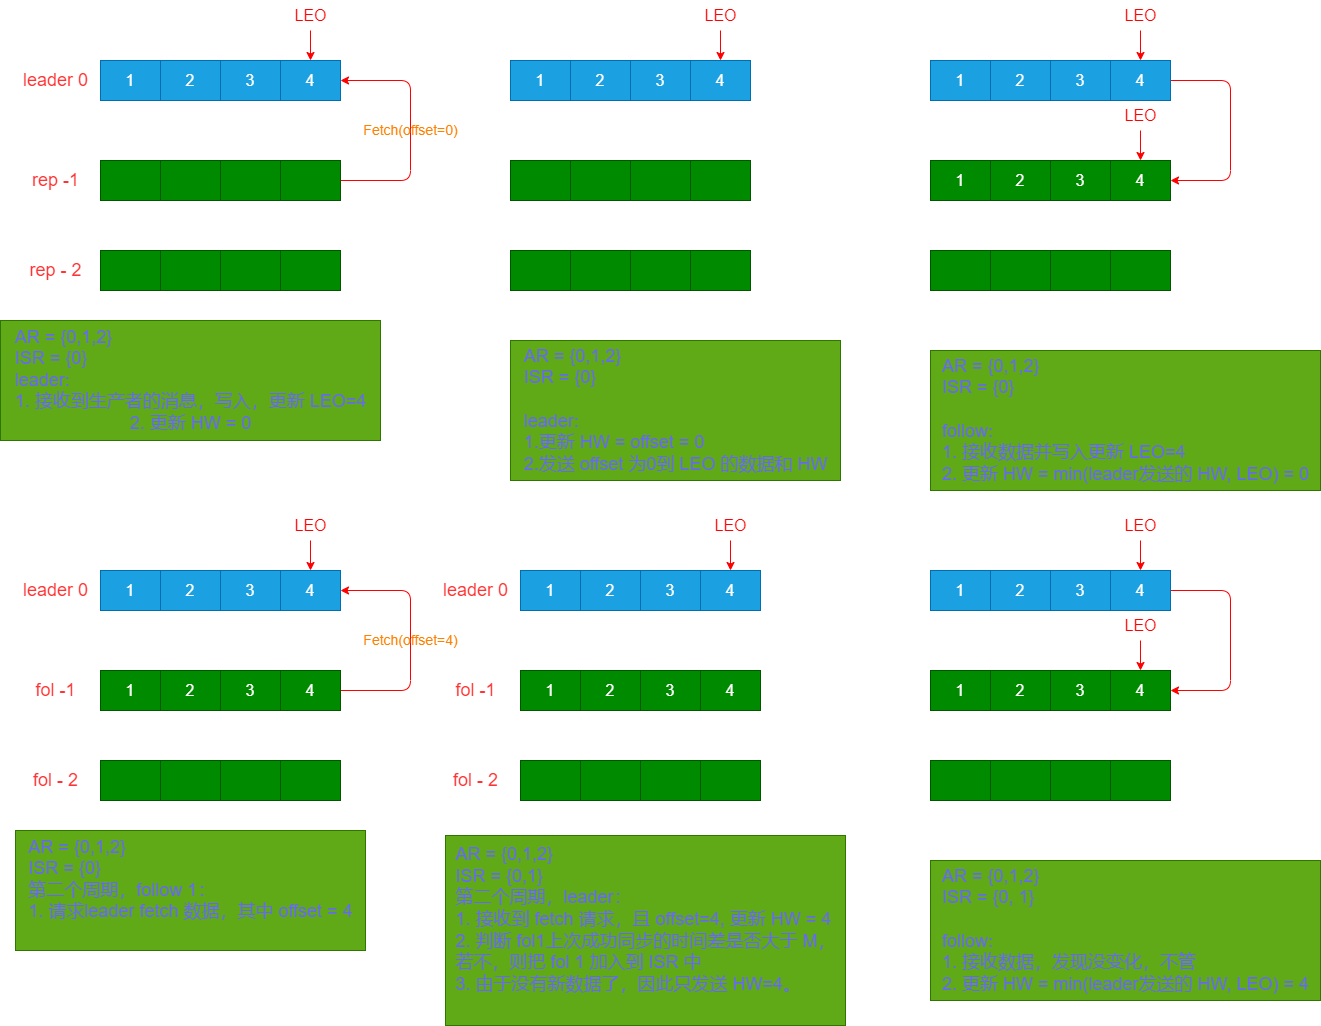 LEO
LEO
LEO
leader 0
1 2 3 4
1 2 3 4
1 2 3 4
LEO
Fetch(offset=0)
rep -1
1 2 3 4
rep - 2
AR = {0,1,2}
ISR = {0}
leader:
1. 接收到生产者的消息，写入，更新 LEO=4
2. 更新 HW = 0
AR = {0,1,2}
ISR = {0}
leader:
1.更新 HW = offset = 0
2.发送 offset 为0到 LEO 的数据和 HW
AR = {0,1,2}
ISR = {0}
follow:
1. 接收数据并写入更新 LEO=4
2. 更新 HW = min(leader发送的 HW, LEO) = 0
LEO
LEO
LEO
leader 0
1 2 3 4
leader 0
1 2 3 4
1 2 3 4
LEO
Fetch(offset=4)
fol -1
1 2 3 4
fol -1
1 2 3 4
1 2 3 4
fol - 2
fol - 2
AR = {0,1,2}
ISR = {0}
第二个周期，follow 1：
1. 请求leader fetch 数据，其中 offset = 4
AR = {0,1,2}
ISR = {0,1}
第二个周期，leader：
1. 接收到 fetch 请求，且 offset=4, 更新 HW = 4
2. 判断 fol1上次成功同步的时间差是否大于 M，
若不，则把 fol 1 加入到 ISR 中
3. 由于没有新数据了，因此只发送 HW=4。
AR = {0,1,2}
ISR = {0, 1}
follow:
1. 接收数据，发现没变化，不管
2. 更新 HW = min(leader发送的 HW, LEO) = 4